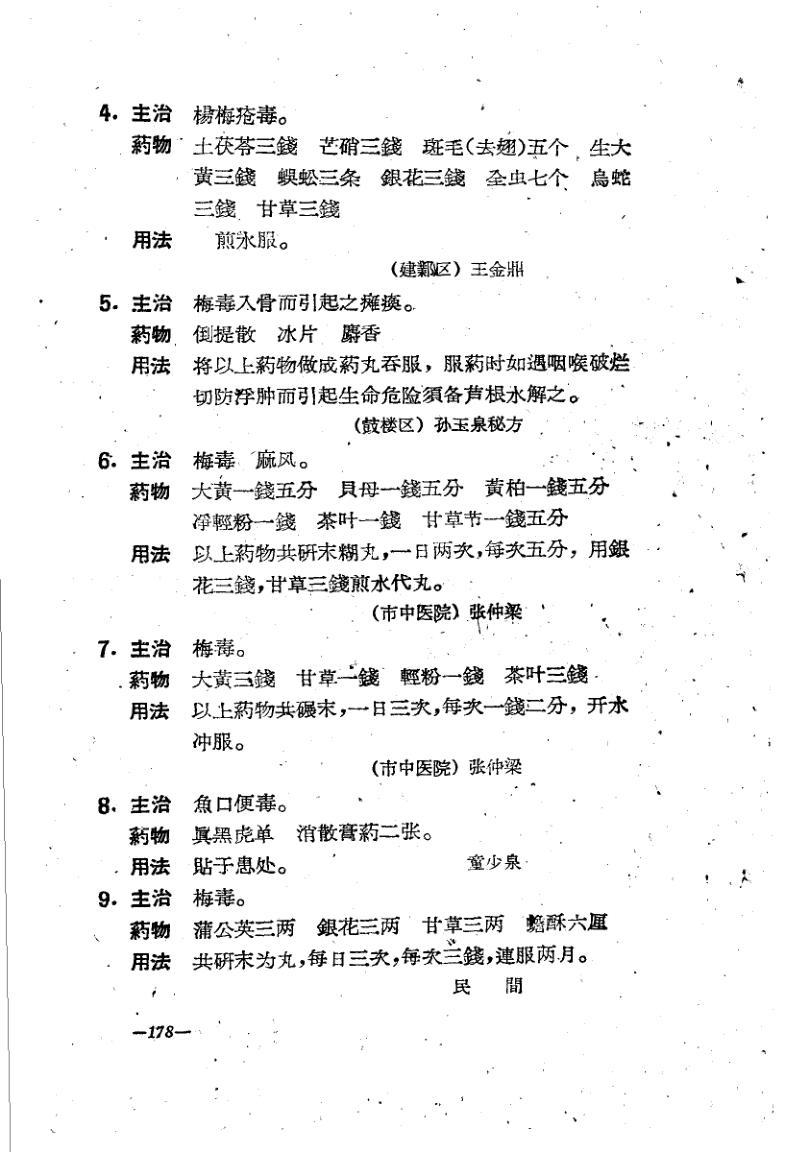 4. 主治 楊梅疮毒。
药物 土茯苓三錢 芒硝三錢 斑毛(去翅)五个 生大
黄三錢 蜈蚣三条 銀花三錢 全虫七个 烏蛇
三錢 甘草三錢
用法 煎水服。
(建鄴区) 王金鼎
5. 主治 梅毒入骨而引起之瘫痪。
药物 倒提散 冰片 麝香
用法 将以上药物做成药丸吞服，服药时如遇咽喉破烂
切防浮肿而引起生命危险須备芦根水解之。
(鼓楼区) 孙玉泉秘方
6. 主治 梅毒 麻风。
药物 大黄一錢五分 貝母一錢五分 黄柏一錢五分
净輕粉一錢 茶叶一錢 甘草节一錢五分
用法 以上药物共研末糊丸，一日两次，每次五分，用銀
花三錢，甘草三錢煎水代丸。
(市中医院) 张仲梁
7. 主治 梅毒。
药物 大黄三錢 甘草一錢 輕粉一錢 茶叶三錢
用法 以上药物共碾末，一日三次，每次一錢二分，开水
冲服。
(市中医院) 张仲梁
8. 主治 魚口便毒。
药物 眞黑虎单 消散膏药二张。
用法 貼于患处。 童少泉
9. 主治 梅毒。
药物 蒲公英三两 銀花三两 甘草三两 蟾酥六厘
用法 共研末为丸，每日三次，每次三錢，連服两月。
民 間
—178—